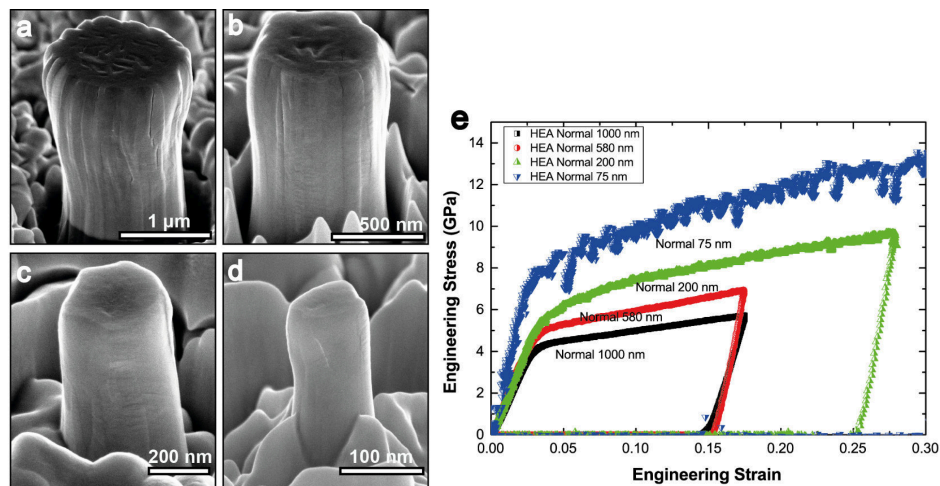 a
1 μm
b
500 nm
c
200 nm
d
100 nm
e
HEA Normal 1000 nm
HEA Normal 580 nm
HEA Normal 200 nm
HEA Normal 75 nm
Engineering Stress (GPa)
14
12
10
8
6
4
2
0
Normal 75 nm
Normal 200 nm
Normal 580 nm
Normal 1000 nm
0.00 0.05 0.10 0.15 0.20 0.25 0.30
Engineering Strain